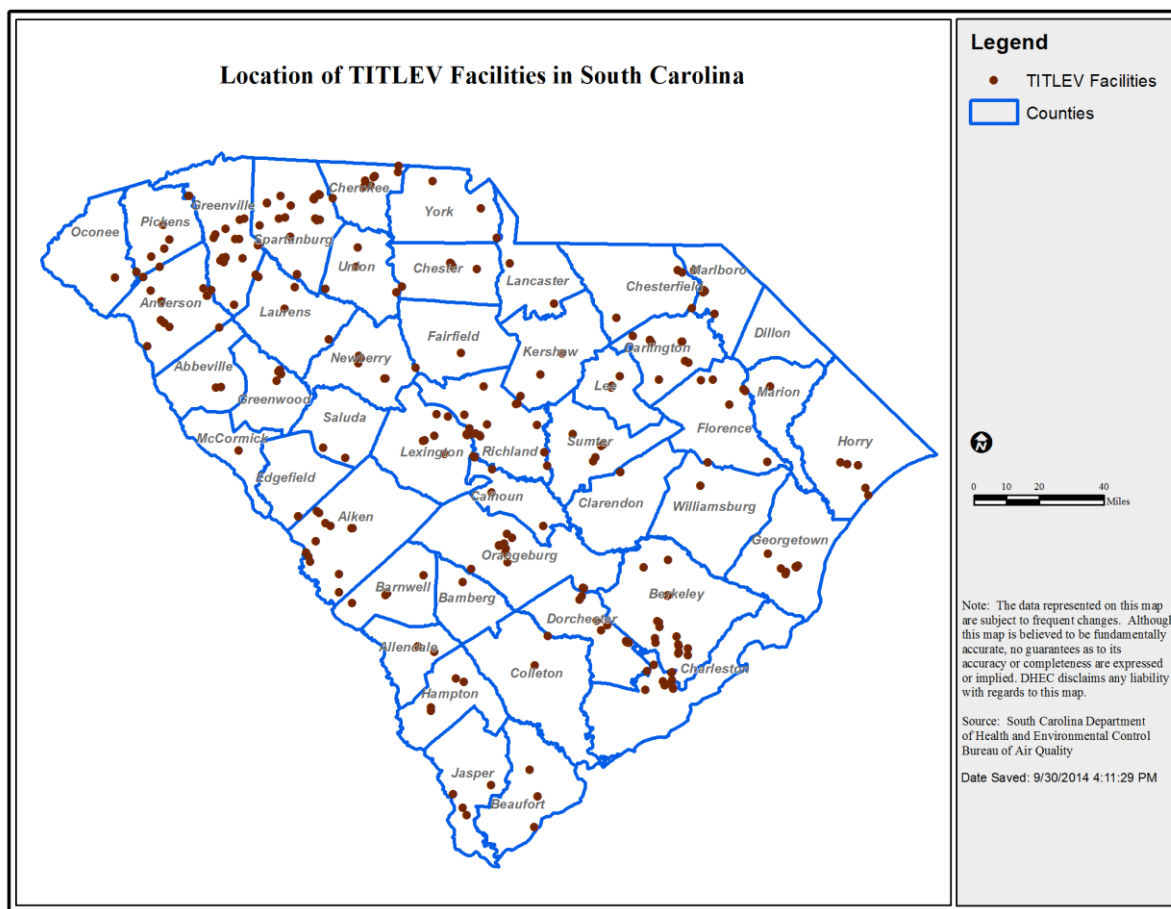 Location of TITLEV Facilities in South Carolina
Legend
TITLEV Facilities
Counties
Cherokee
Greenville
York
Pickens
Oconee
Spartanburg
Union
Chester
Marlboro
Lancaster
Chesterfield
Anderson
Laurens
Dillon
Fairfield
Darlington
Kershaw
Newberry
Abbeville
Lee
Marion
Greenwood
Saluda
Florence
McCormick
Horry
Sumter
Lexington
Richland
Edgefield
Calhoun
Clarendon
Williamsburg
Aiken
Georgetown
Orangeburg
Barnwell
Bamberg
Berkeley
Dorchester
Allendale
Charleston
Colleton
Hampton
Jasper
Beaufort
N
0 10 20 40
Miles
Note: The data represented on this map
are subject to frequent changes. Although
this map is believed to be fundamentally
accurate, no guarantees as to its
accuracy or completeness are expressed
or implied. DHEC disclaims any liability
with regards to this map.
Source: South Carolina Department
of Health and Environmental Control
Bureau of Air Quality
Date Saved: 9/30/2014 4:11:29 PM